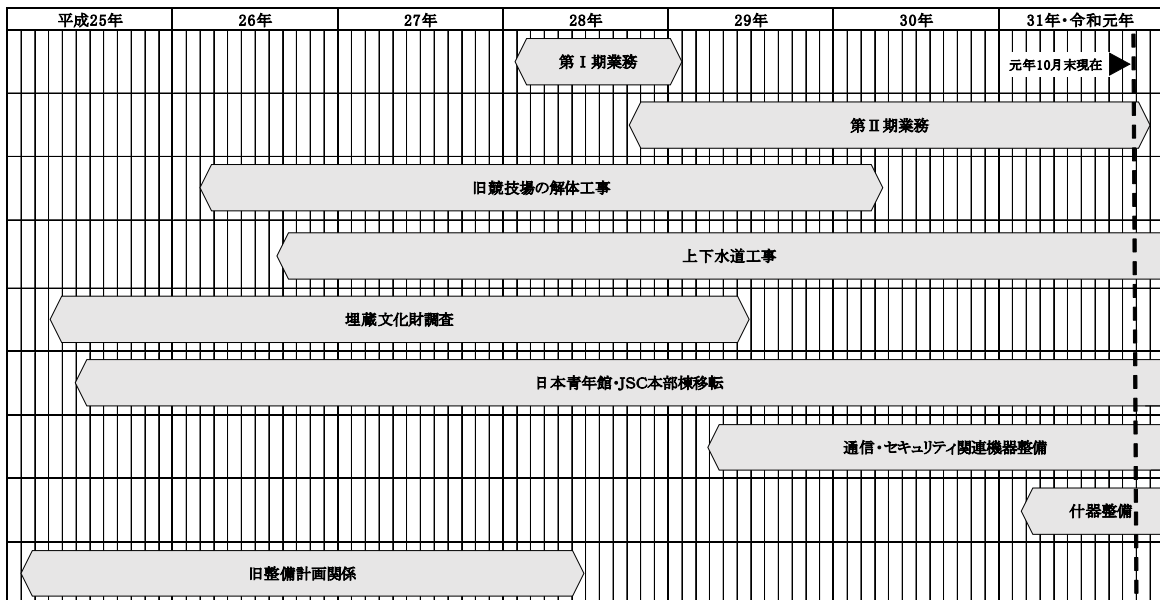 平成25年 26年 27年 28年 29年 30年 31年・令和元年
第Ⅰ期業務
元年10月末現在
第Ⅱ期業務
旧競技場の解体工事
上下水道工事
埋蔵文化財調査
日本青年館・JSC本部棟移転
通信・セキュリティ関連機器整備
什器整備
旧整備計画関係